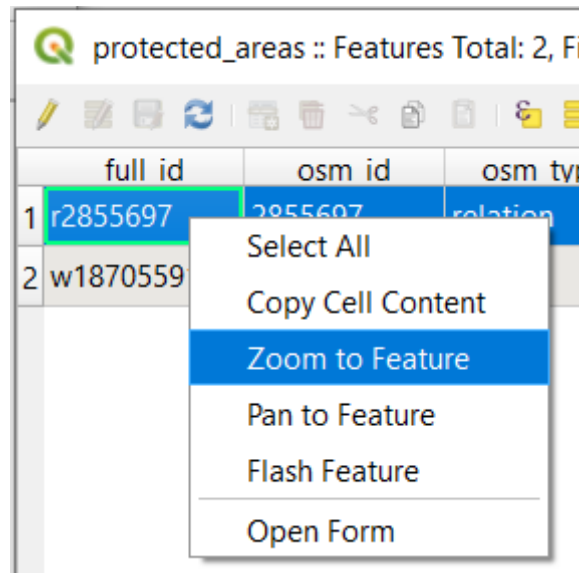 protected_areas :: Features Total: 2, Fi
full_id osm_id osm_typ
1 r2855697 2855697 relation
2 w18705591
Select All
Copy Cell Content
Zoom to Feature
Pan to Feature
Flash Feature
Open Form